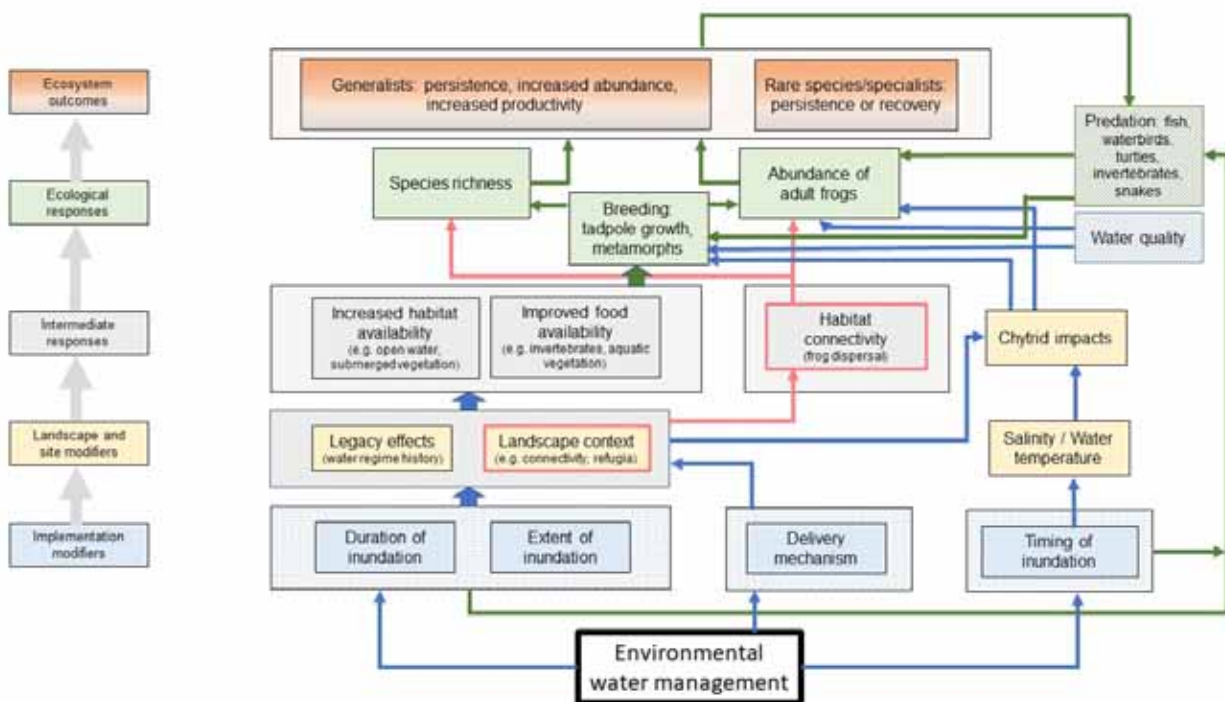 Ecosystem
outcomes
Ecological
responses
Intermediate
responses
Landscape and
site modifiers
Implementation
modifiers
Generalists: persistence, increased abundance,
increased productivity
Rare species/specialists:
persistence or recovery
Predation: fish,
waterbirds,
turtles,
invertebrates,
snakes
Species richness
Abundance of
adult frogs
Breeding:
tadpole growth,
metamorphs
Water quality
Increased habitat
availability
(e.g. open water,
submerged vegetation)
Improved food
availability
(e.g. invertebrates, aquatic
vegetation)
Habitat
connectivity
(frog dispersal)
Chytrid impacts
Legacy effects
(water regime history)
Landscape context
(e.g. connectivity; refugia)
Salinity / Water
temperature
Duration of
inundation
Extent of
inundation
Delivery
mechanism
Timing of
inundation
Environmental
water management